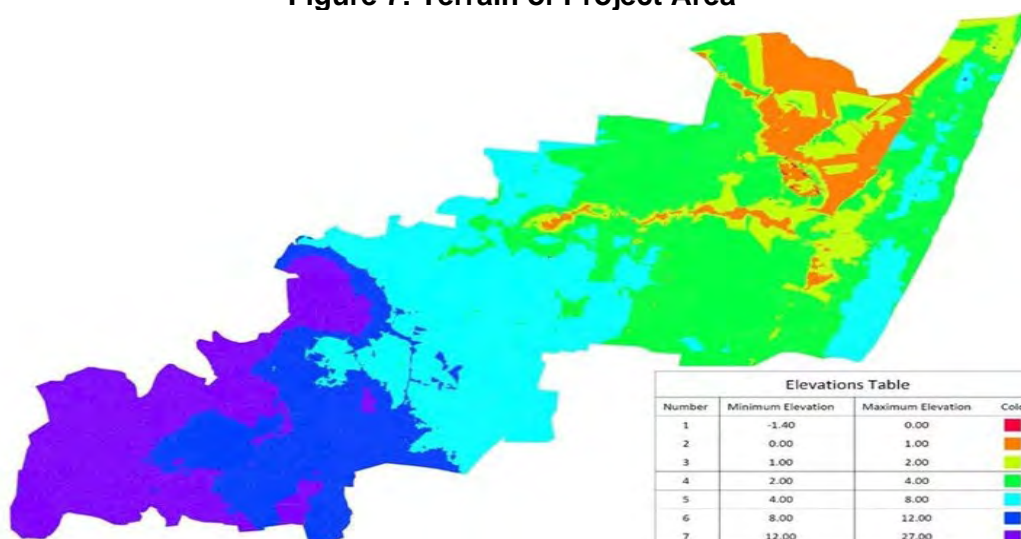 Figure 7: Terrain of Project Area
Elevations Table
Number Minimum Elevation Maximum Elevation
1 -1.40 0.00
2 0.00 1.00
3 1.00 2.00
4 2.00 4.00
5 4.00 8.00
6 8.00 12.00
7 12.00 27.00